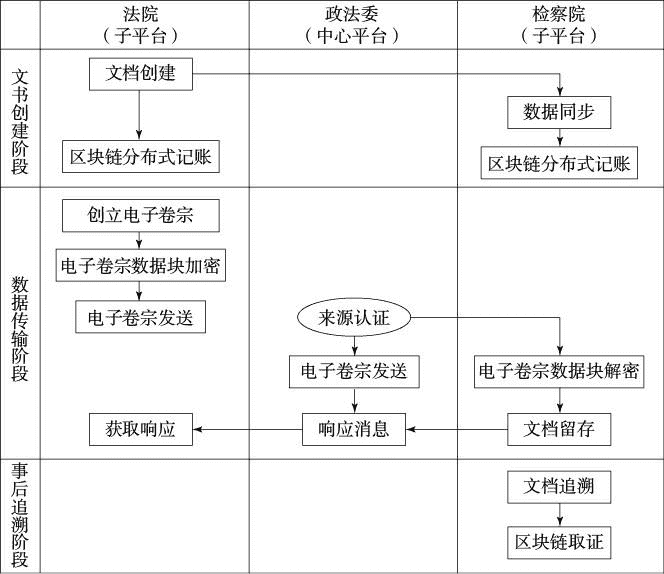 法院
（子平台）
政法委
（中心平台）
检察院
（子平台）
文书创建阶段
文档创建
数据同步
区块链分布式记账
区块链分布式记账
数据传输阶段
创立电子卷宗
电子卷宗数据块加密
电子卷宗发送
来源认证
电子卷宗发送
电子卷宗数据块解密
获取响应
响应消息
文档留存
事后追溯阶段
文档追溯
区块链取证